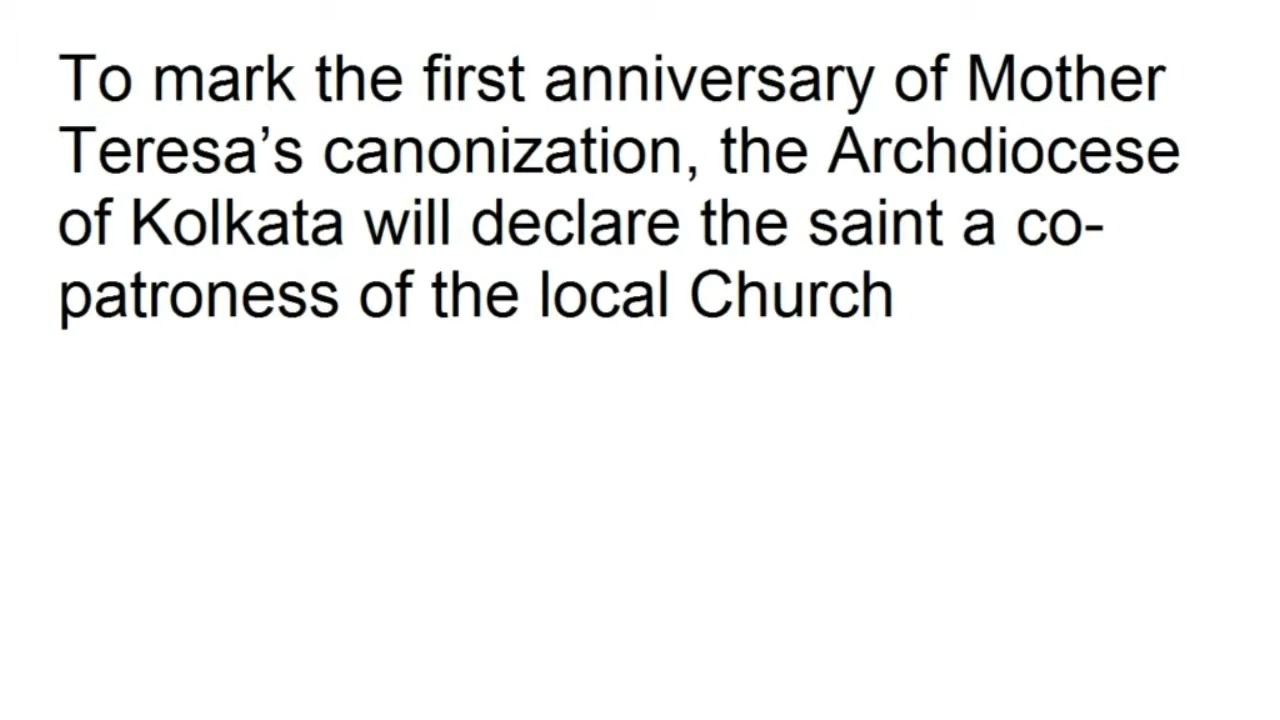 To mark the first anniversary of Mother
Teresa’s canonization, the Archdiocese
of Kolkata will declare the saint a co-
patroness of the local Church